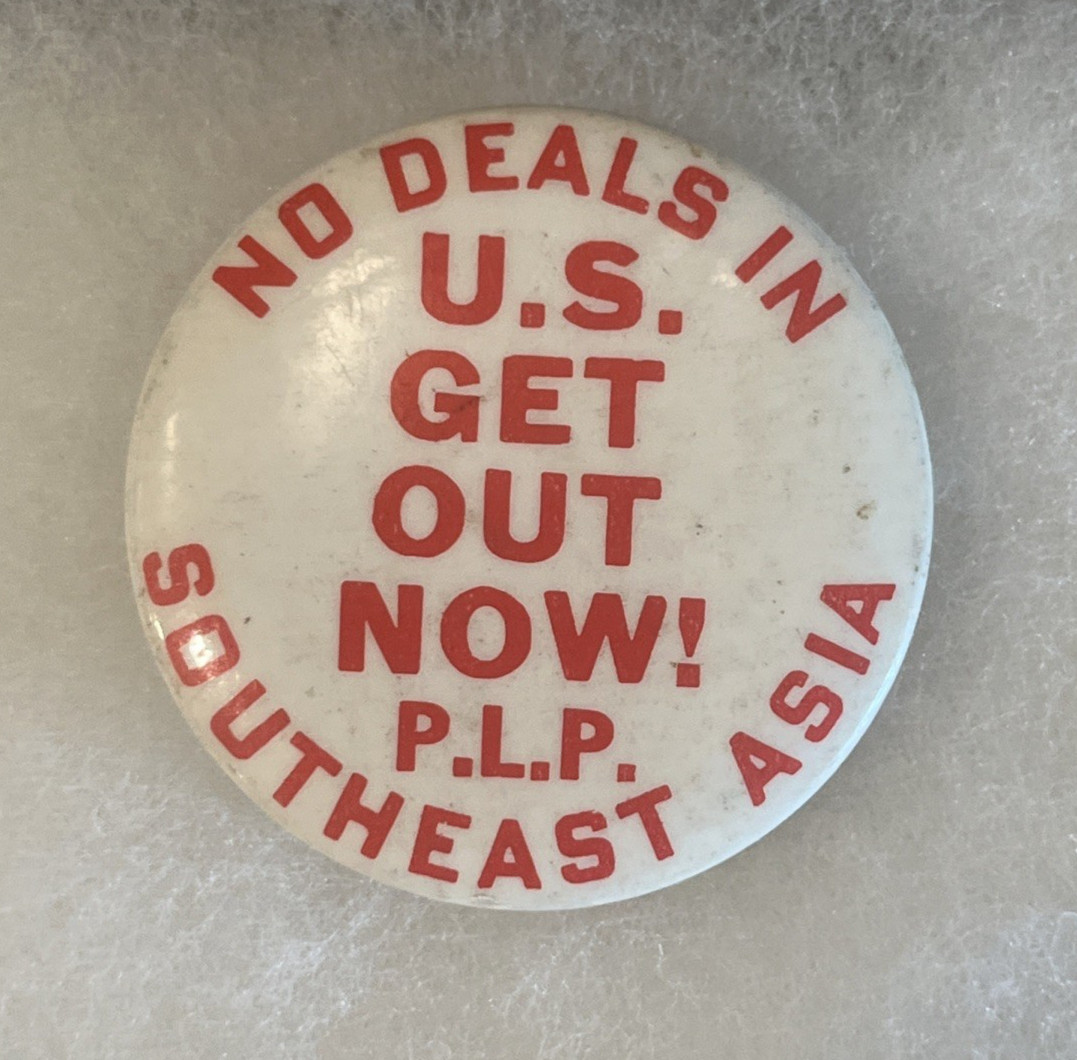 NO DEALS IN
U.S.
GET
OUT
NOW!
P.L.P.
SOUTHEAST ASIA